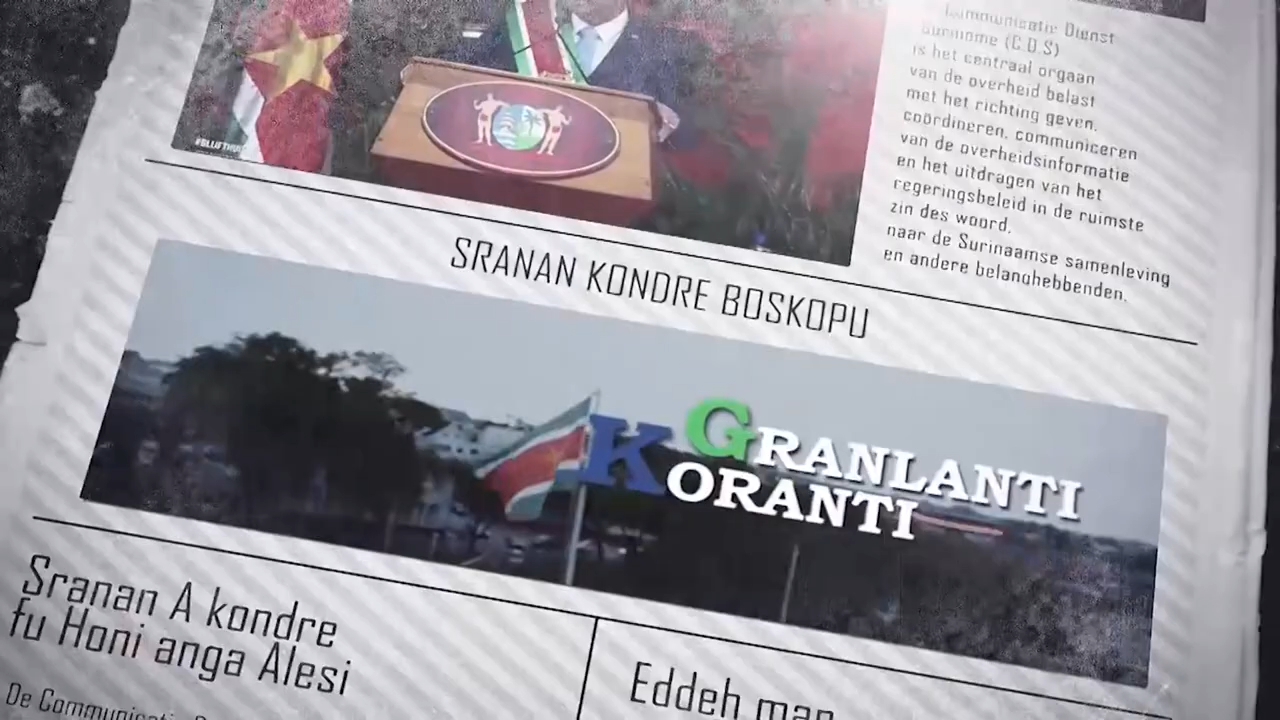 Dienst
Suriname (C.D.S)
is het centraal orgaan
van de overheid belast
met het richting geven,
coördineren, communiceren
van de overheidsinformatie
en het uitdragen van het
regeringsbeleid in de ruimste
zin des woord,
naar de Surinaamse samenleving
en andere belanghebbenden.
SRANAN KONDRE BOSKOPU
GRANLANTI
KORANTI
Sranan A kondre
fu Honi anga Alesi
Eddeh man
De